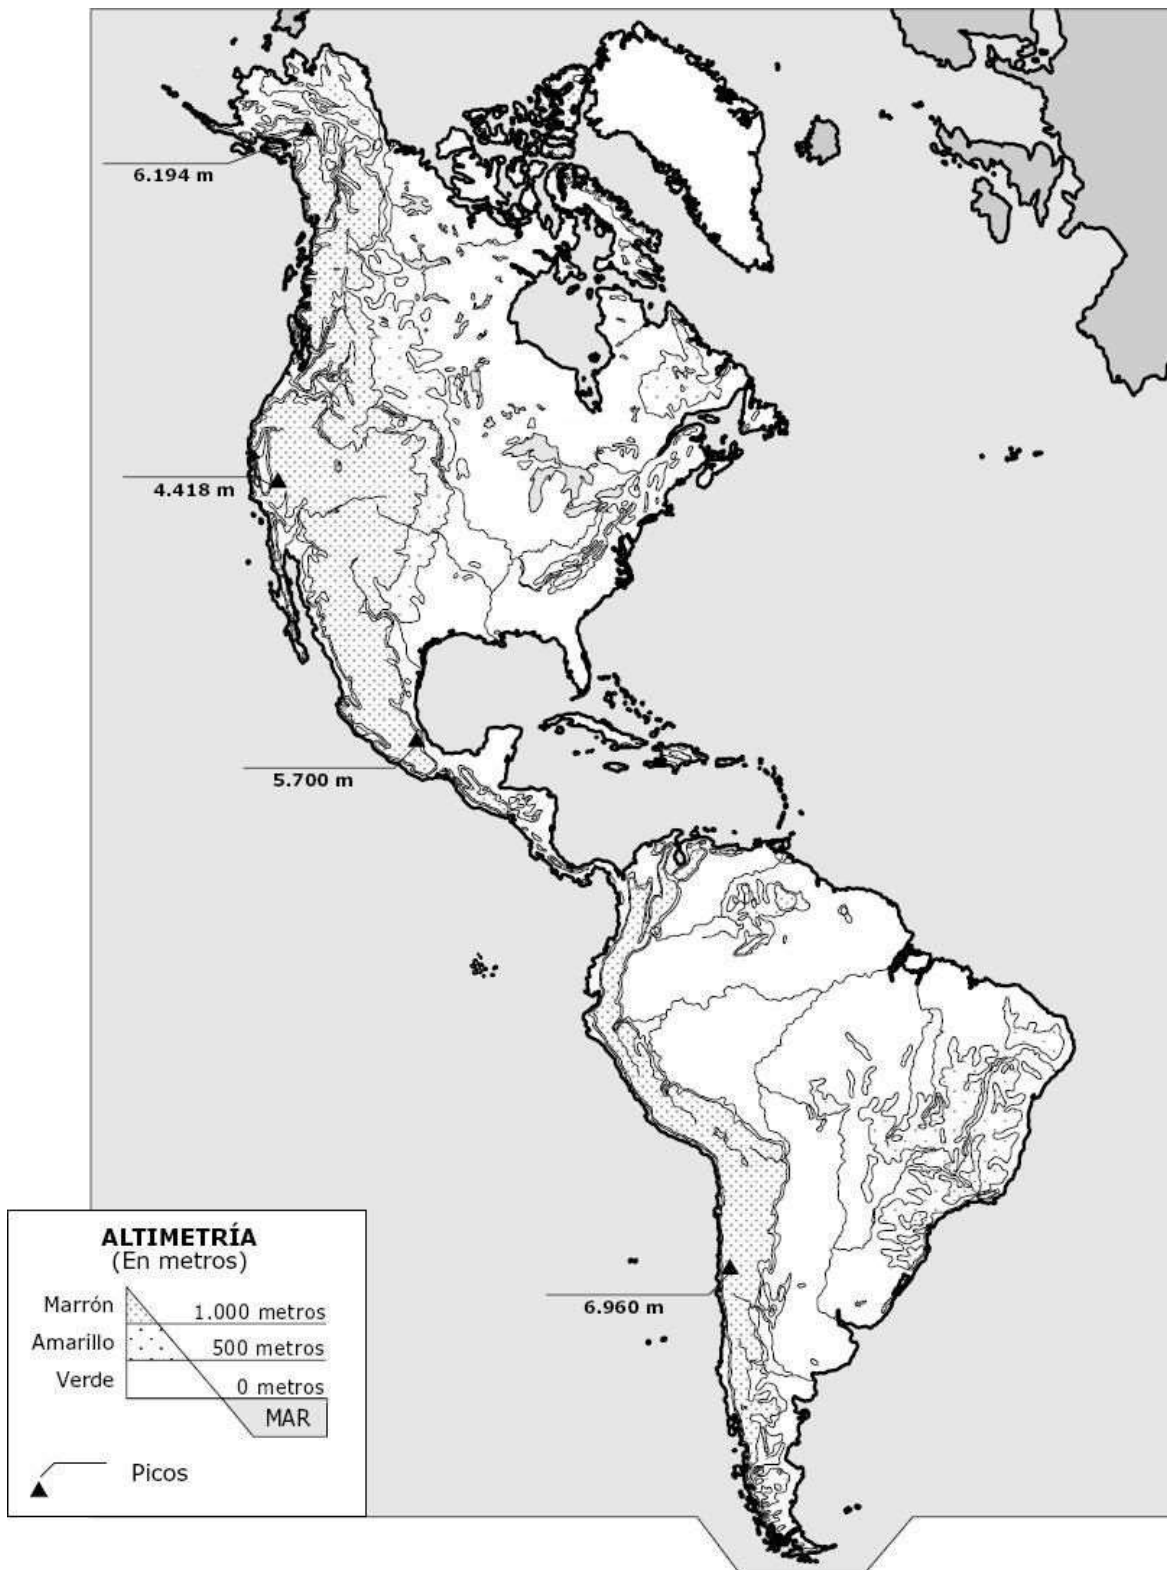 6.194 m
4.418 m
5.700 m
6.960 m
ALTIMETRÍA
(En metros)
Marrón
1.000 metros
Amarillo
500 metros
Verde
0 metros
MAR
Picos